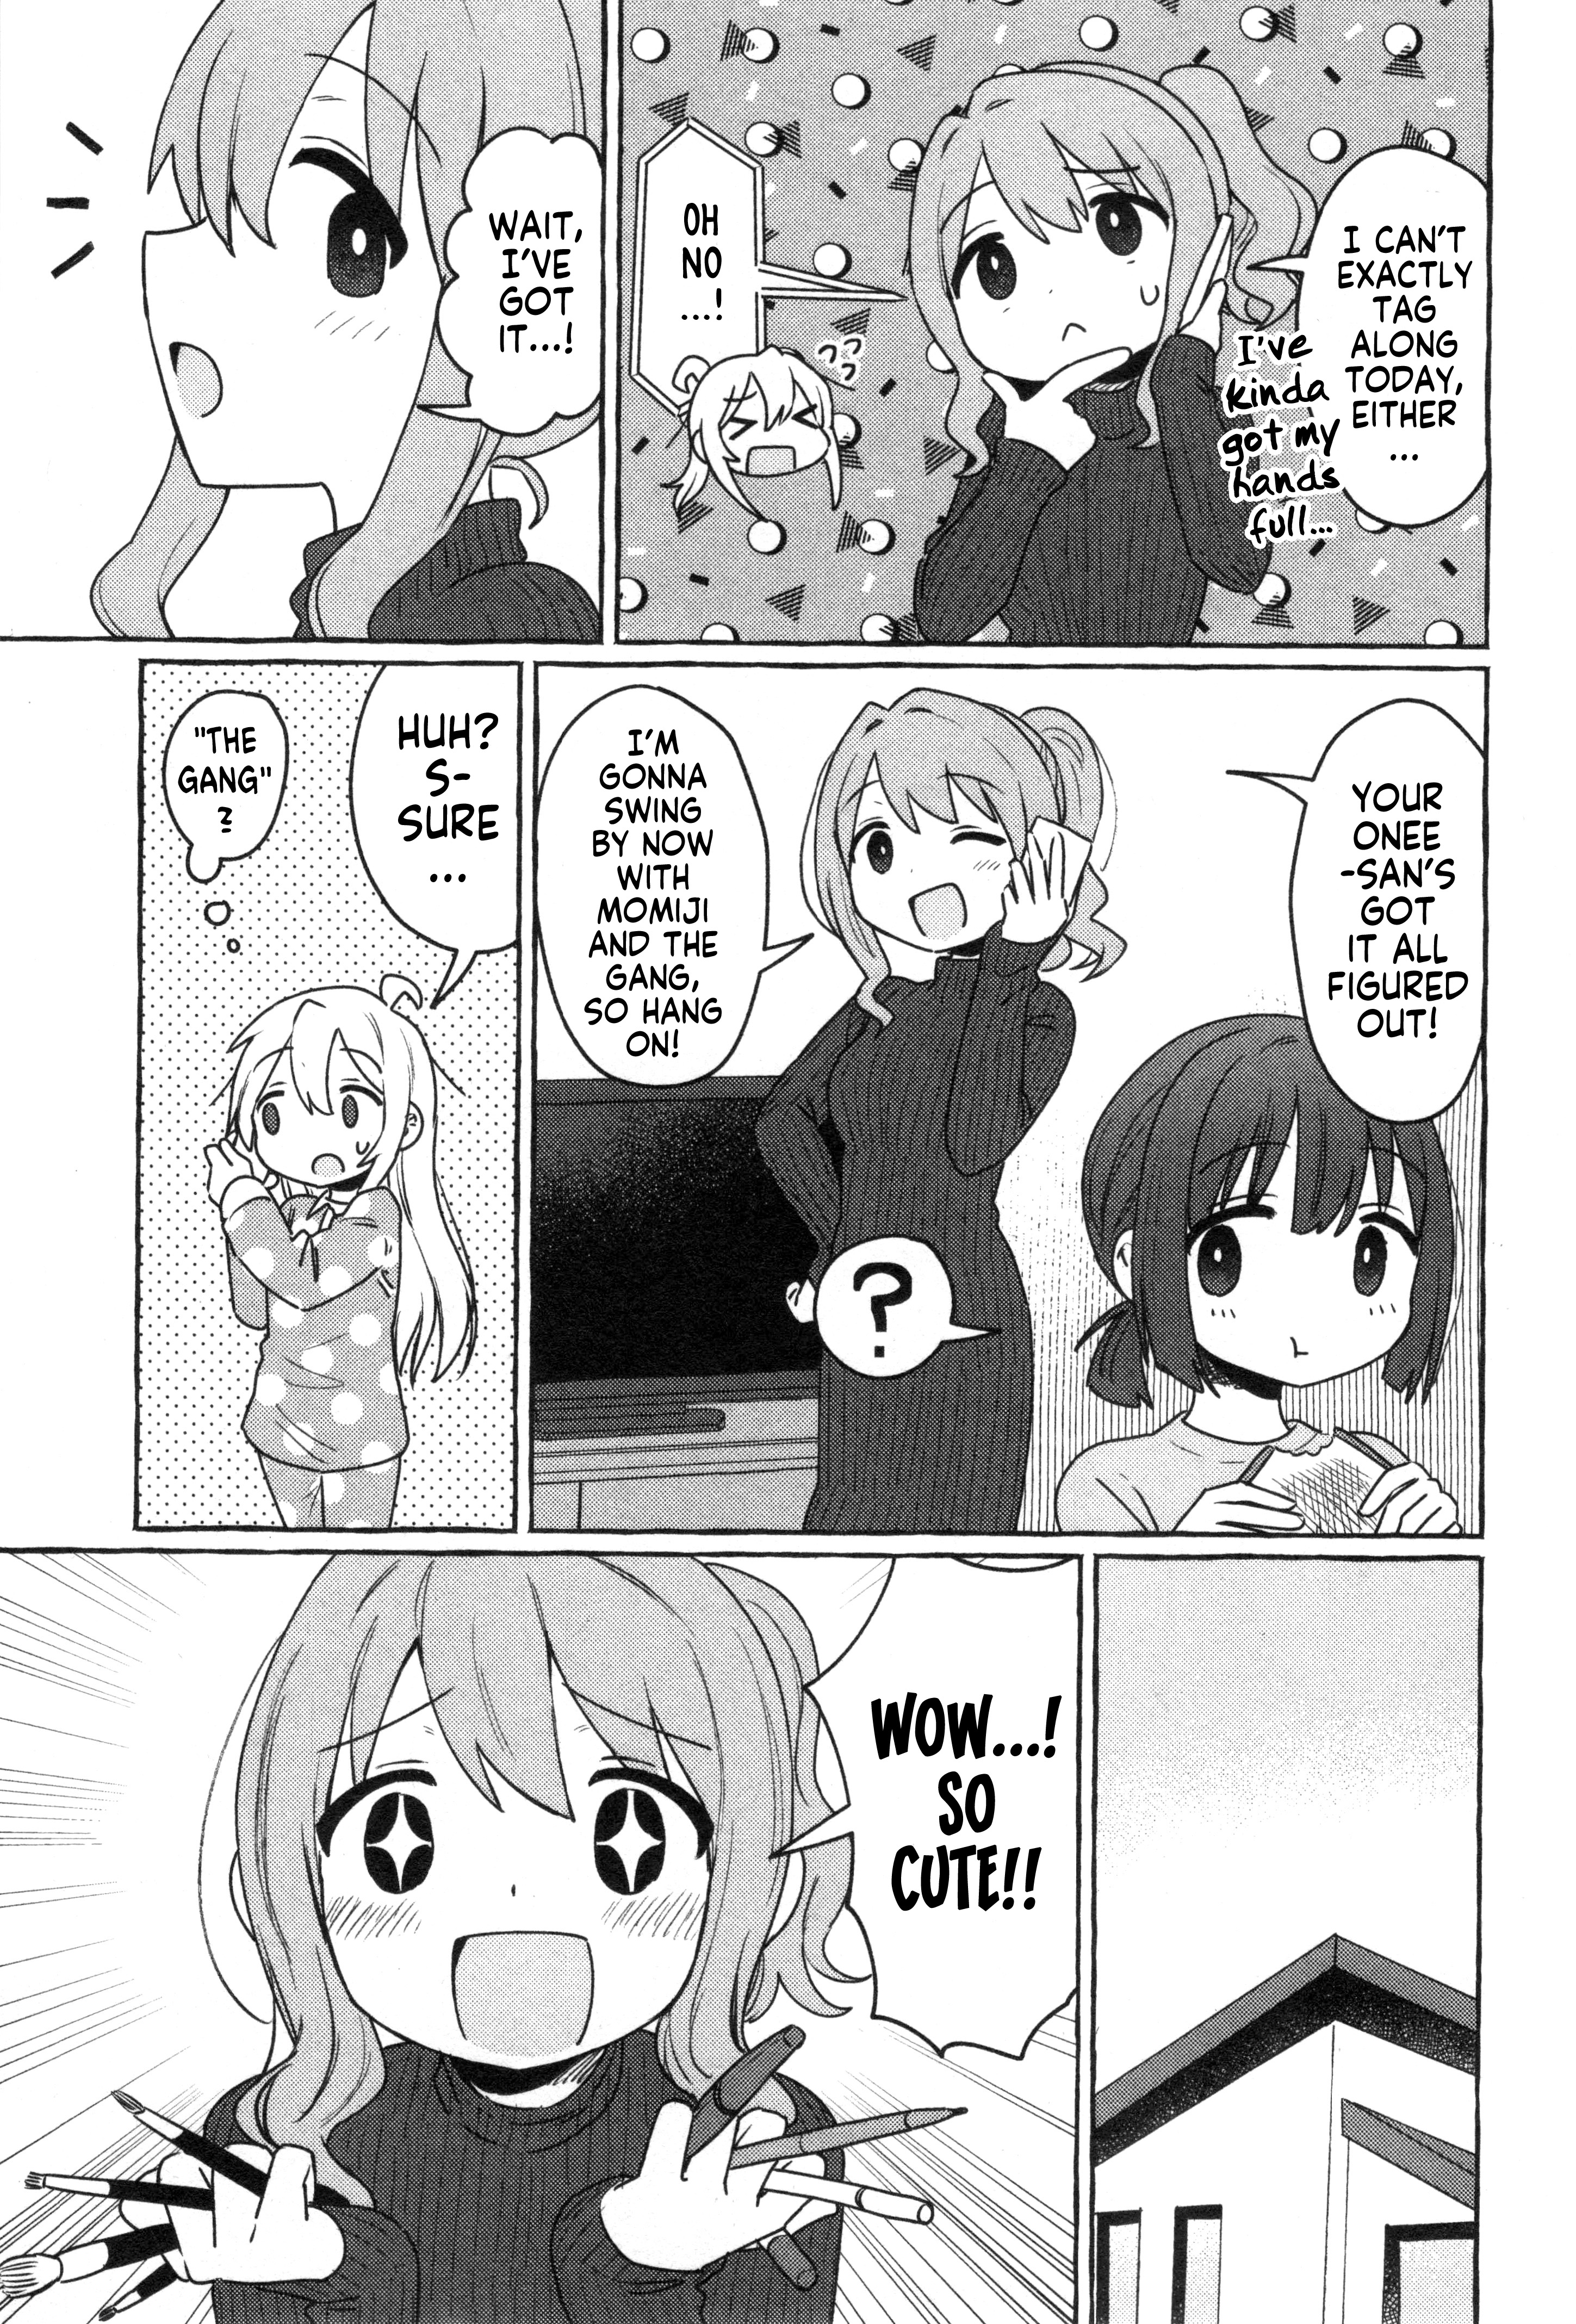 I CAN'T
EXACTLY
TAG
ALONG
TODAY,
EITHER
...
I've
kinda
got my
hands
full...
OH
NO
...!
WAIT,
I'VE
GOT
IT...!
YOUR
ONEE
-SAN'S
GOT
IT ALL
FIGURED
OUT!
?
I'M
GONNA
SWING
BY NOW
WITH
MOMIJI
AND THE
GANG,
SO HANG
ON!
HUH?
S-
SURE
...
"THE
GANG"
?
WOW...!
SO
CUTE!!